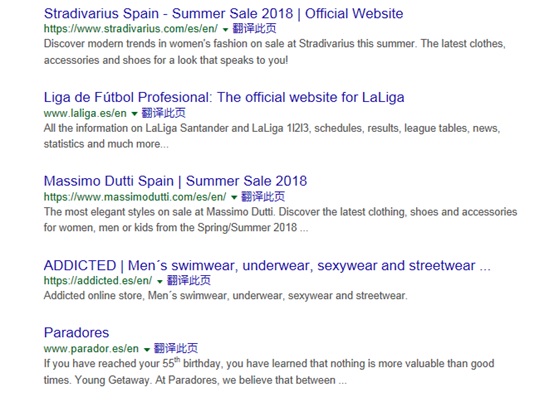 Stradivarius Spain - Summer Sale 2018 | Official Website
https://www.stradivarius.com/es/en/ ▼ 翻译此页
Discover modern trends in women's fashion on sale at Stradivarius this summer. The latest clothes,
accessories and shoes for a look that speaks to you!
Liga de Fútbol Profesional: The official website for LaLiga
www.laliga.es/en ▼ 翻译此页
All the information on LaLiga Santander and LaLiga 1l2l3, schedules, results, league tables, news,
statistics and much more...
Massimo Dutti Spain | Summer Sale 2018
https://www.massimodutti.com/es/en/ ▼ 翻译此页
The most elegant styles on sale at Massimo Dutti. Discover the latest clothing, shoes and accessories
for women, men or kids from the Spring/Summer 2018 ...
ADDICTED | Men´s swimwear, underwear, sexywear and streetwear ...
https://addicted.es/en/ ▼ 翻译此页
Addicted online store, Men´s swimwear, underwear, sexywear and streetwear.
Paradores
www.parador.es/en ▼ 翻译此页
If you have reached your 55th birthday, you have learned that nothing is more valuable than good
times. Young Getaway. At Paradores, we believe that between ...